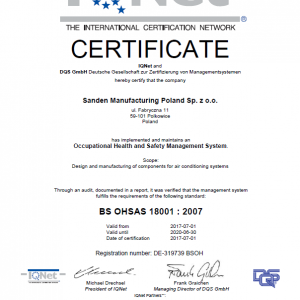 IQNet
THE INTERNATIONAL CERTIFICATION NETWORK
CERTIFICATE
IQNet and
DQS GmbH Deutsche Gesellschaft zur Zertifizierung von Managementsystemen
hereby certify that the company
Sanden Manufacturing Poland Sp. z o.o.
ul. Fabryczna 11
59-101 Polkowice
Poland
has implemented and maintains an
Occupational Health and Safety Management System.
Scope:
Design and manufacturing of components for air conditioning systems
Through an audit, documented in a report, it was verified that the management system
fulfills the requirements of the following standard:
BS OHSAS 18001 : 2007
Valid from 2017-07-01
Valid until 2020-06-30
Date of certification 2017-07-01
Registration number: DE-319739 BSOH
IQNet
Michael Drechsel
President of IQNet
Frank Graichen
Managing Director of DQS GmbH
DQS
IQNet Partners*: